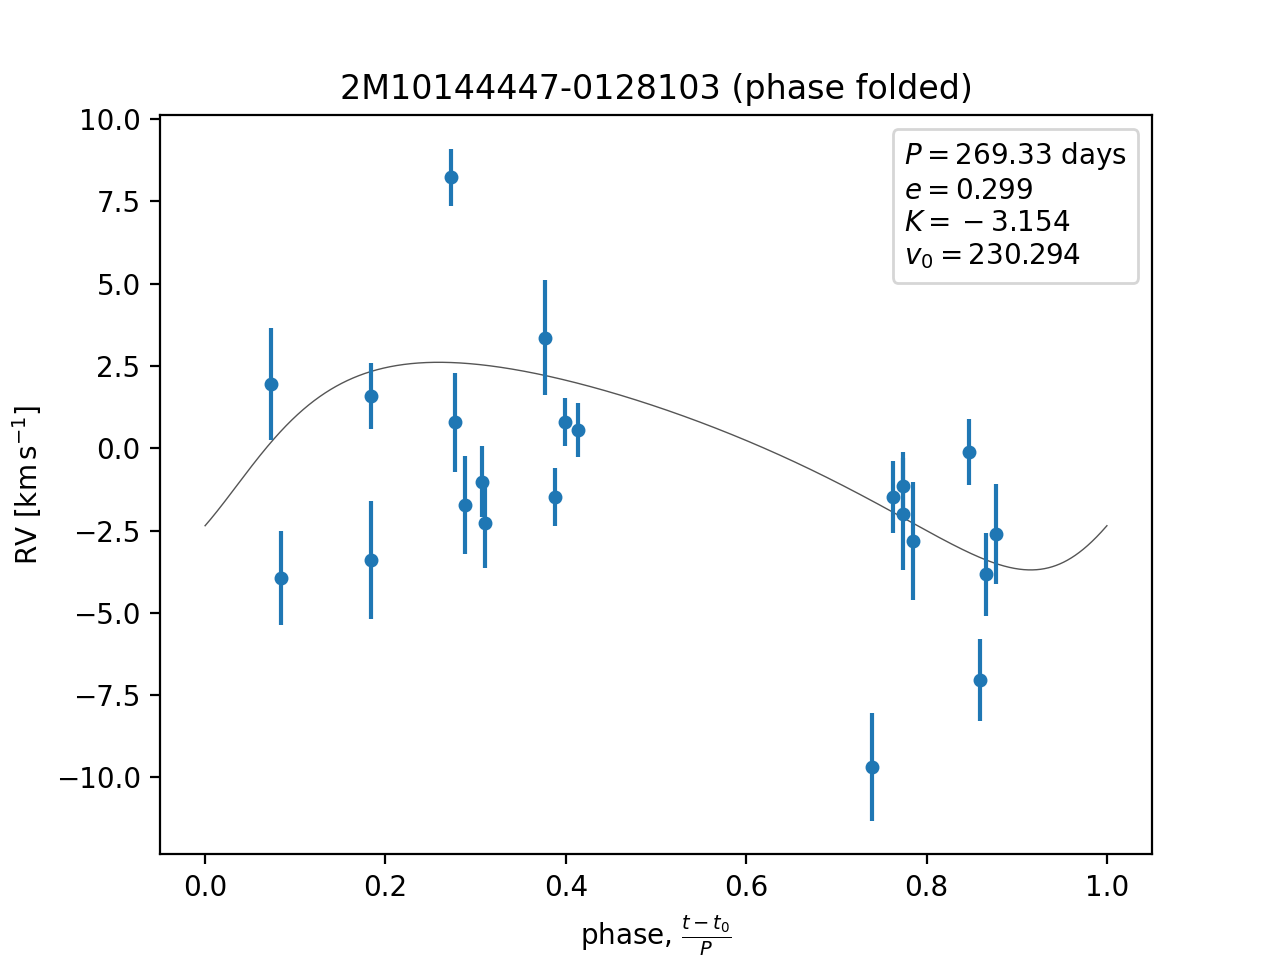 2M10144447-0128103 (phase folded)
P = 269.33 days
e = 0.299
K = −3.154
v₀ = 230.294
10.0
7.5
5.0
2.5
0.0
−2.5
−5.0
−7.5
−10.0
RV [km s⁻¹]
0.0 0.2 0.4 0.6 0.8 1.0
phase, (t − t₀)/P